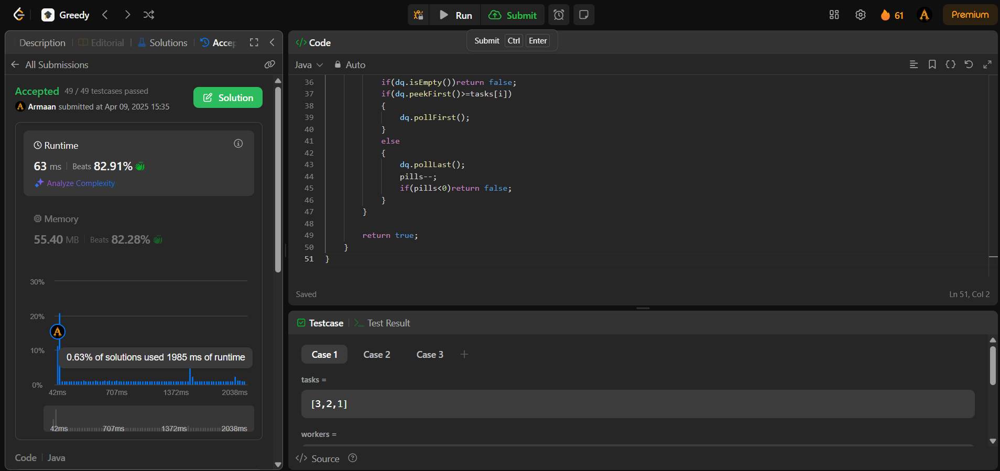 Greedy
Run
Submit
61
Premium
Description
Editorial
Solutions
Accep
All Submissions
Accepted 49 / 49 testcases passed
Armaan submitted at Apr 09, 2025 15:35
Solution
Runtime
63 ms Beats 82.91%
Analyze Complexity
Memory
55.40 MB Beats 82.28%
30%
20%
10%
0%
0.63% of solutions used 1985 ms of runtime
42ms 707ms 1372ms 2038ms
42ms 707ms 1372ms 2038ms
Code Java
</> Code
Submit Ctrl Enter
Java Auto
36 if(dq.isEmpty())return false;
37 if(dq.peekFirst()>=tasks[i])
38 {
39 dq.pollFirst();
40 }
41 else
42 {
43 dq.pollLast();
44 pills--;
45 if(pills<0)return false;
46 }
47 }
48
49 return true;
50 }
51 }
Saved
Ln 51, Col 2
Testcase
Test Result
Case 1 Case 2 Case 3 +
tasks =
[3,2,1]
workers =
</> Source